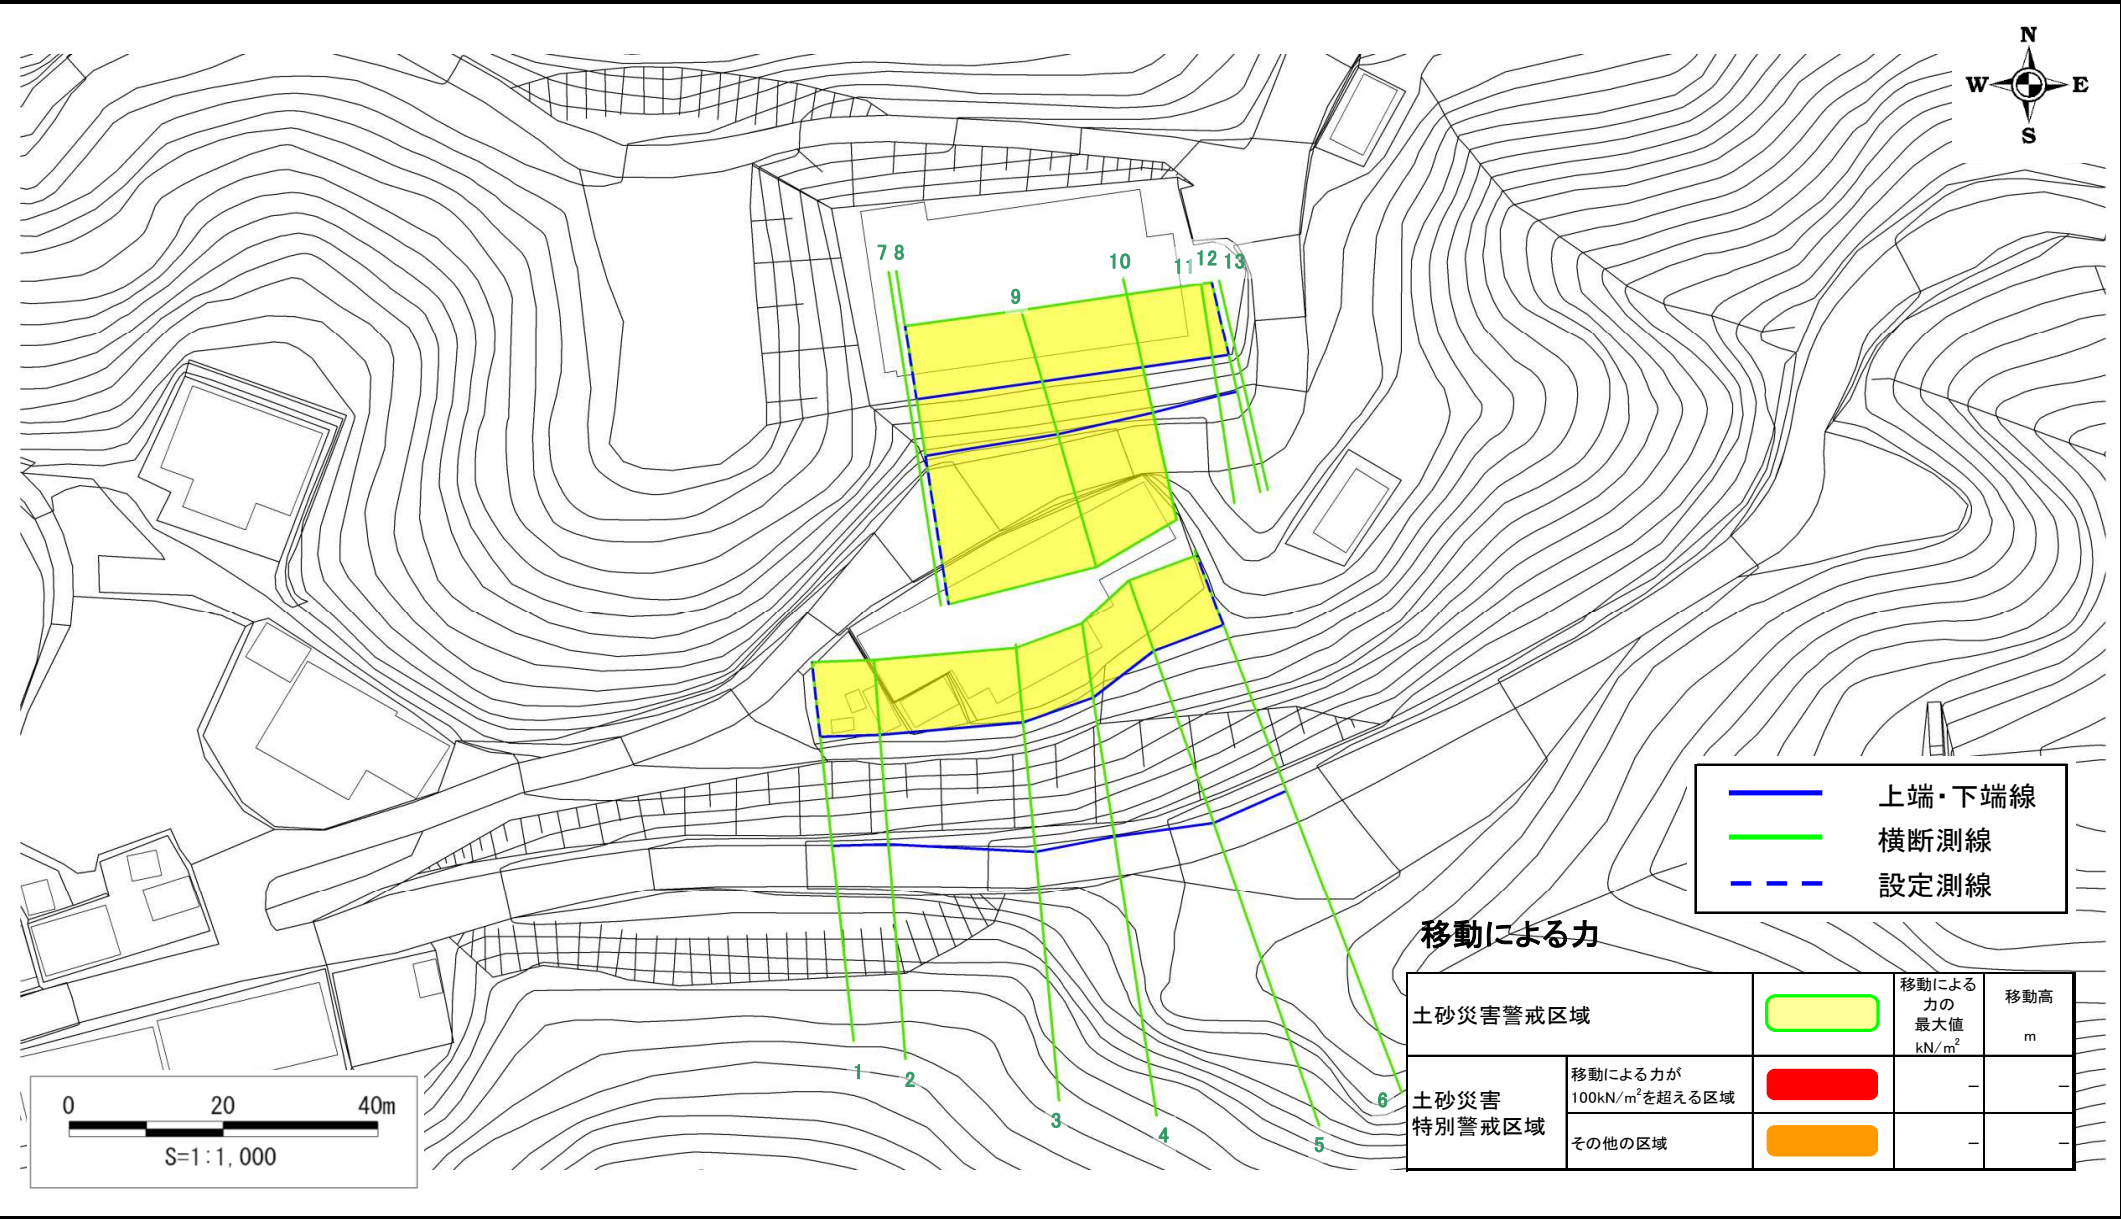 N
W E
S
7 8
9
10
11 12 13
1
2
3
4
5
6
上端・下端線
横断測線
設定測線
移動による力
土砂災害警戒区域
移動による
力の
最大値
kN/m²
移動高
m
土砂災害
特別警戒区域
移動による力が
100kN/m²を超える区域
－ －
その他の区域
－ －
0 20 40m
S=1:1,000